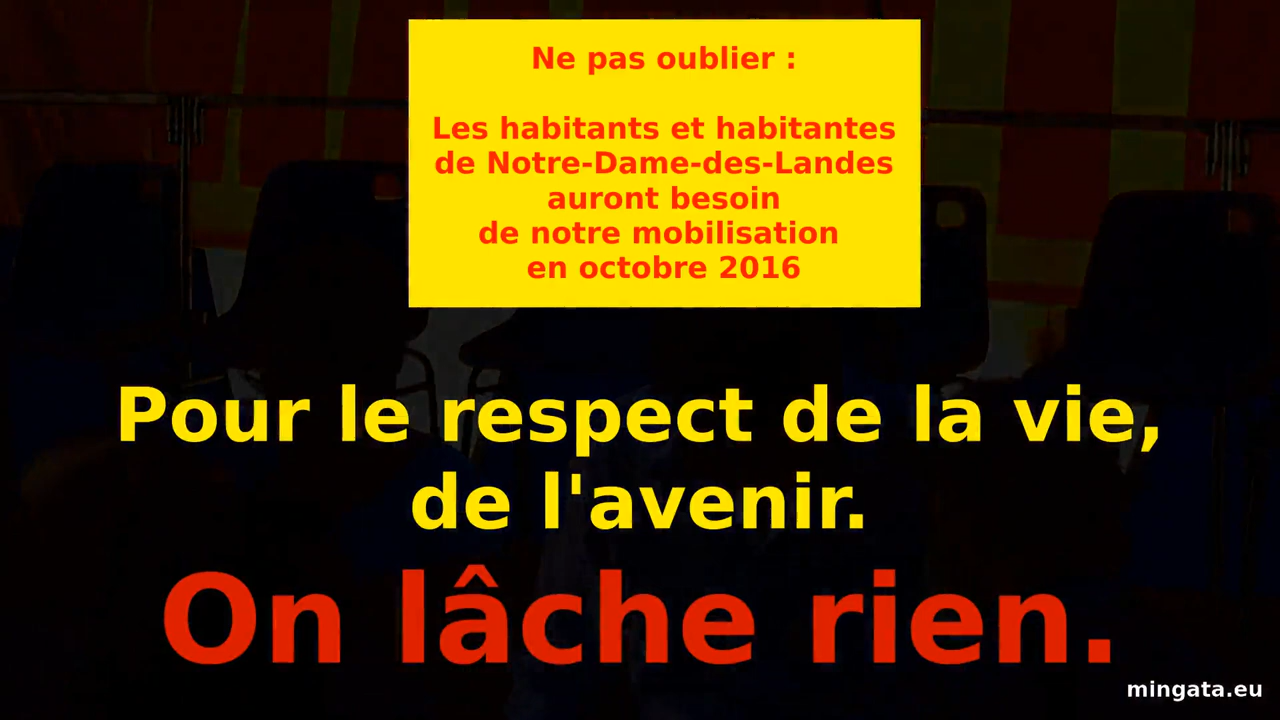 Ne pas oublier :
Les habitants et habitantes
de Notre-Dame-des-Landes
auront besoin
de notre mobilisation
en octobre 2016
Pour le respect de la vie,
de l'avenir.
On lâche rien.
mingata.eu